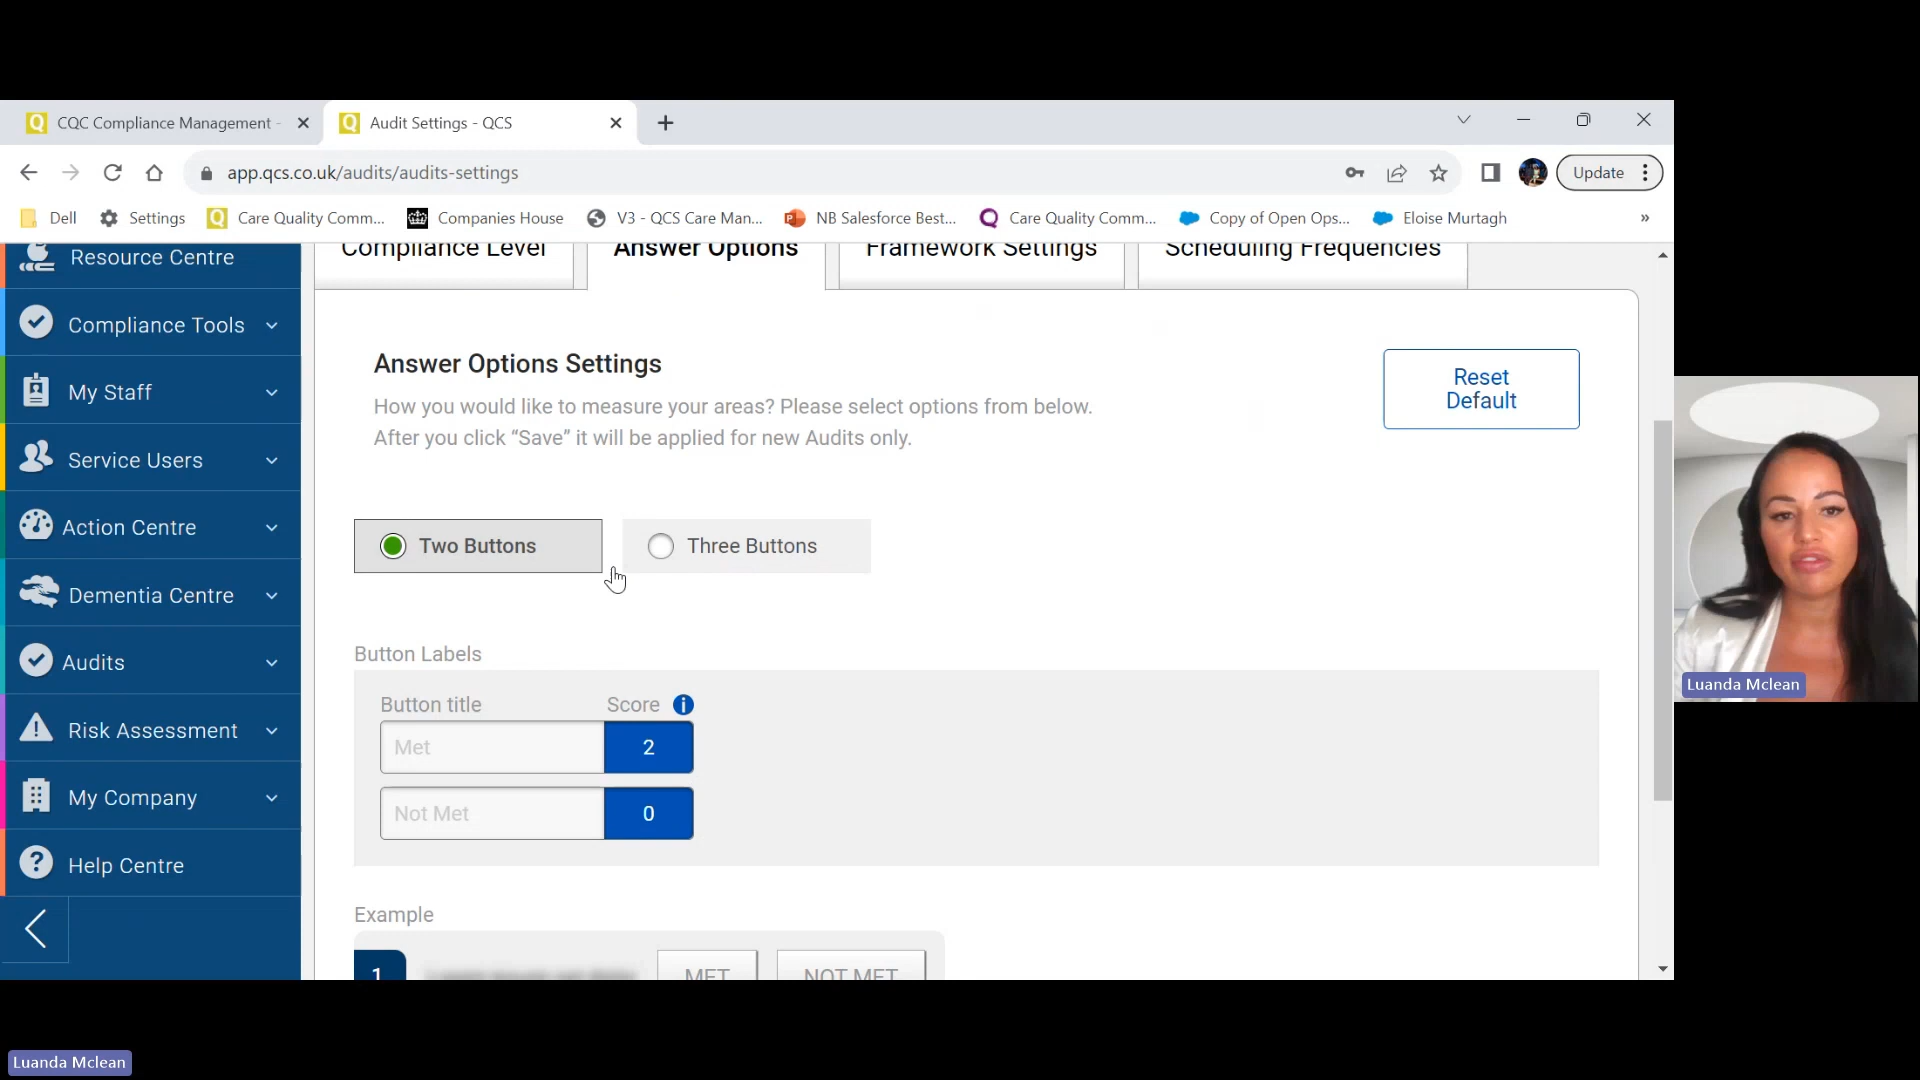 CQC Compliance Management -
Audit Settings - QCS
app.qcs.co.uk/audits/audits-settings
Update
Dell
Settings
Care Quality Comm...
Companies House
V3 - QCS Care Man...
NB Salesforce Best...
Care Quality Comm...
Copy of Open Ops...
Eloise Murtagh
»
Resource Centre
Compliance Tools
My Staff
Service Users
Action Centre
Dementia Centre
Audits
Risk Assessment
My Company
Help Centre
Compliance Level
Answer Options
Framework Settings
Scheduling Frequencies
Answer Options Settings
How you would like to measure your areas? Please select options from below.
After you click “Save” it will be applied for new Audits only.
Reset
Default
Two Buttons
Three Buttons
Button Labels
Button title
Score
Met
2
Not Met
0
Example
1
MET
NOT MET
Luanda Mclean
Luanda Mclean